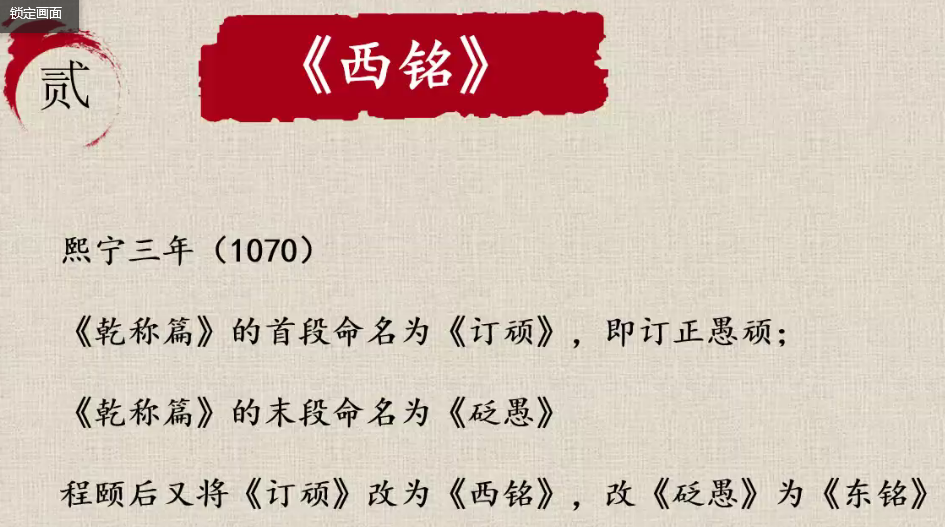 锁定画面
贰
《西铭》
熙宁三年（1070）
《乾称篇》的首段命名为《订顽》，即订正愚顽；
《乾称篇》的末段命名为《砭愚》
程颐后又将《订顽》改为《西铭》，改《砭愚》为《东铭》